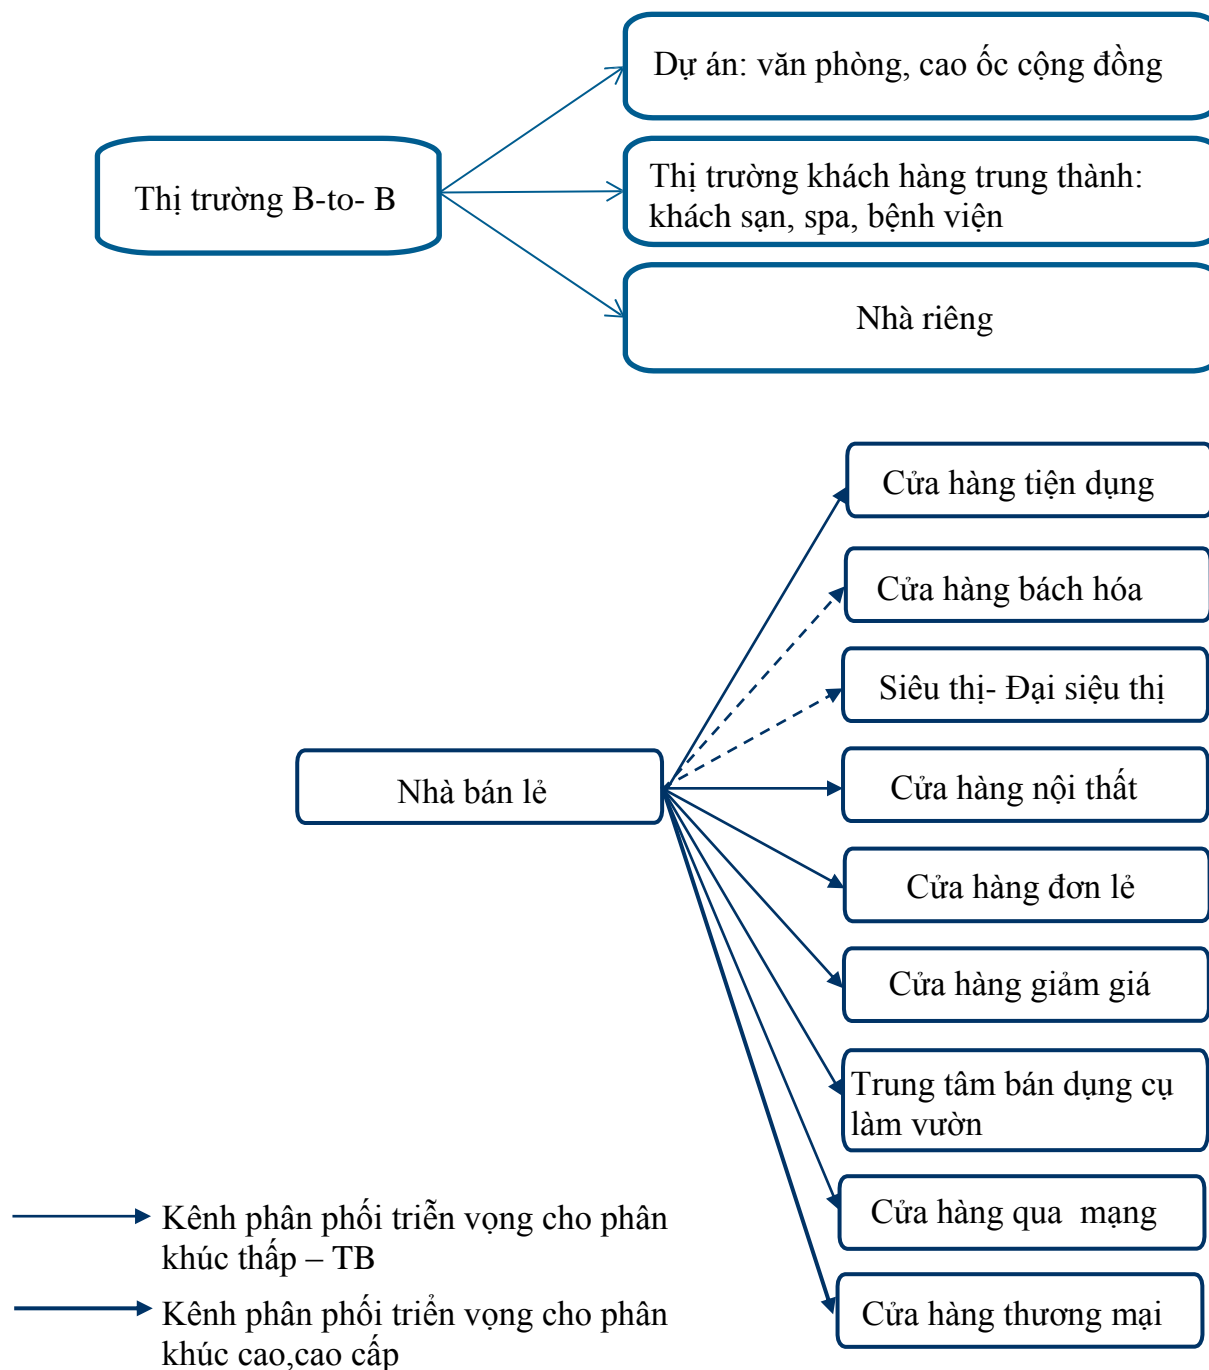 Dự án: văn phòng, cao ốc cộng đồng
Thị trường B-to- B
Thị trường khách hàng trung thành:
khách sạn, spa, bệnh viện
Nhà riêng
Cửa hàng tiện dụng
Cửa hàng bách hóa
Siêu thị- Đại siệu thị
Nhà bán lẻ
Cửa hàng nội thất
Cửa hàng đơn lẻ
Cửa hàng giảm giá
Trung tâm bán dụng cụ
làm vườn
Cửa hàng qua  mạng
Cửa hàng thương mại
Kênh phân phối triễn vọng cho phân
khúc thấp – TB
Kênh phân phối triển vọng cho phân
khúc cao,cao cấp